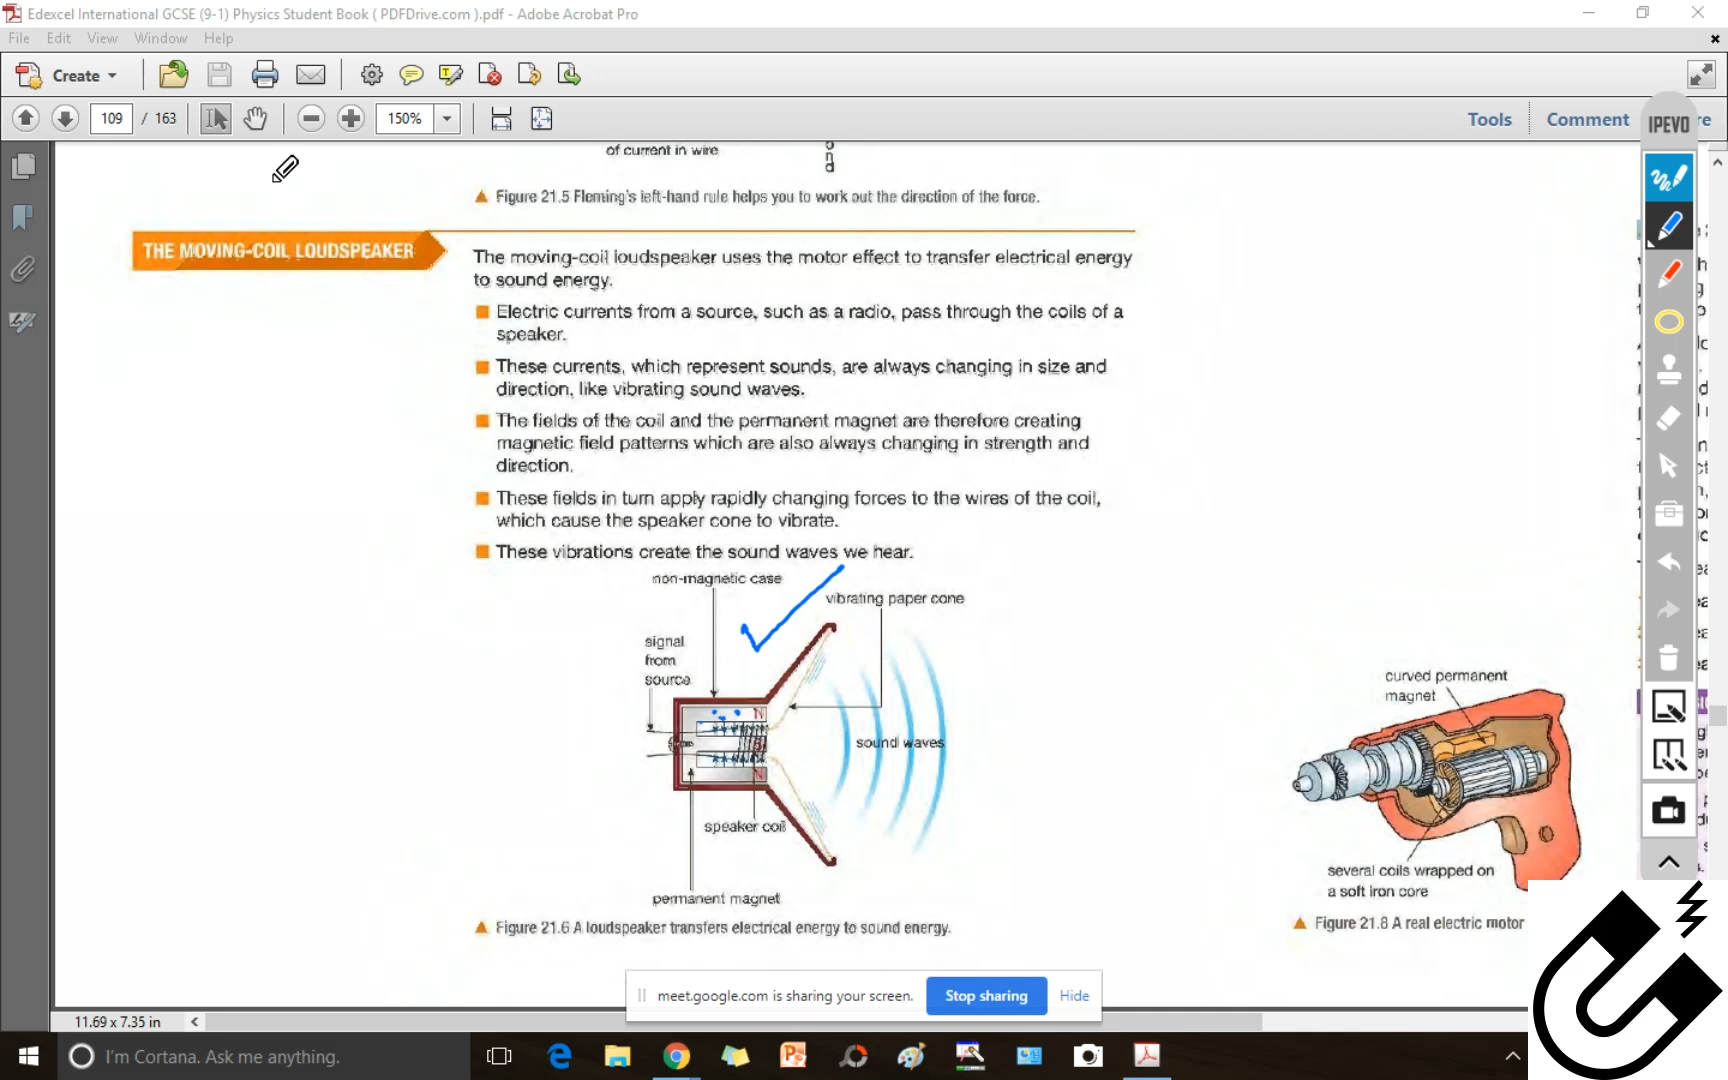 Edexcel International GCSE (9-1) Physics Student Book ( PDFDrive.com ).pdf - Adobe Acrobat Pro
File Edit View Window Help
Create
109 / 163
150%
Tools
Comment
IPEVO
of current in wire
Figure 21.5 Fleming's left-hand rule helps you to work out the direction of the force.
THE MOVING-COIL LOUDSPEAKER
The moving-coil loudspeaker uses the motor effect to transfer electrical energy
to sound energy.
Electric currents from a source, such as a radio, pass through the coils of a
speaker.
These currents, which represent sounds, are always changing in size and
direction, like vibrating sound waves.
The fields of the coil and the permanent magnet are therefore creating
magnetic field patterns which are also always changing in strength and
direction.
These fields in turn apply rapidly changing forces to the wires of the coil,
which cause the speaker cone to vibrate.
These vibrations create the sound waves we hear.
non-magnetic case
vibrating paper cone
signal
from
source
N
N
sound waves
speaker coil
permanent magnet
Figure 21.6 A loudspeaker transfers electrical energy to sound energy.
curved permanent
magnet
several coils wrapped on
a soft iron core
Figure 21.8 A real electric motor
meet.google.com is sharing your screen.
Stop sharing
Hide
11.69 x 7.35 in
I'm Cortana. Ask me anything.